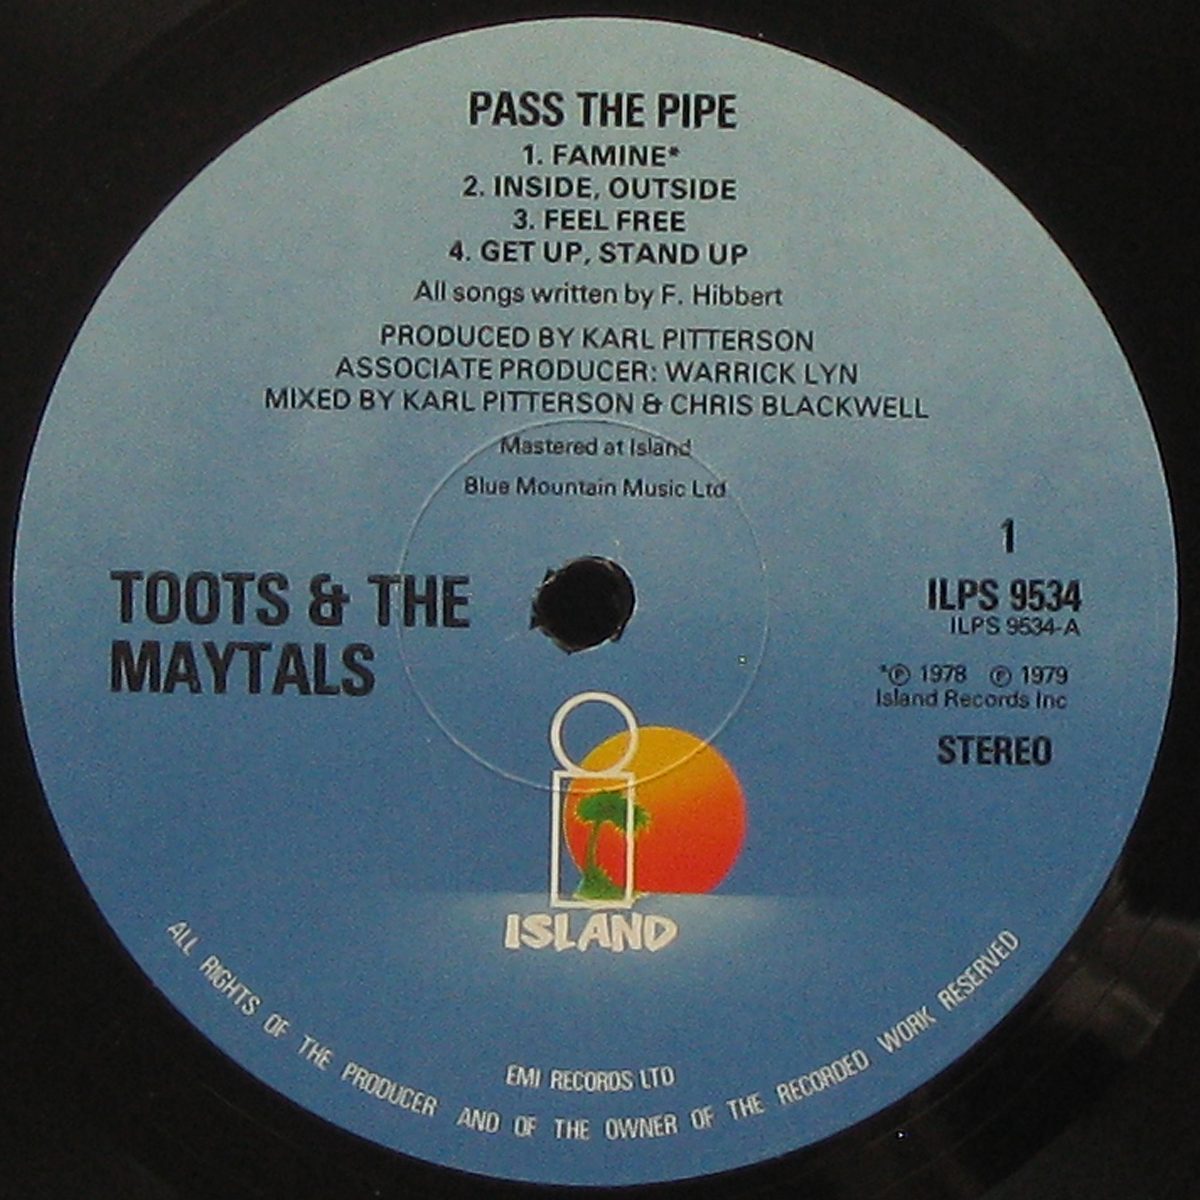 PASS THE PIPE
1. FAMINE*
2. INSIDE, OUTSIDE
3. FEEL FREE
4. GET UP, STAND UP
All songs written by F. Hibbert
PRODUCED BY KARL PITTERSON
ASSOCIATE PRODUCER: WARRICK LYN
MIXED BY KARL PITTERSON & CHRIS BLACKWELL
Mastered at Island
Blue Mountain Music Ltd
TOOTS & THE
MAYTALS
1
ILPS 9534
ILPS 9534-A
*℗ 1978 ℗ 1979
Island Records Inc
STEREO
ISLAND
EMI RECORDS LTD
ALL RIGHTS OF THE PRODUCER AND OF THE OWNER OF THE RECORDED WORK RESERVED